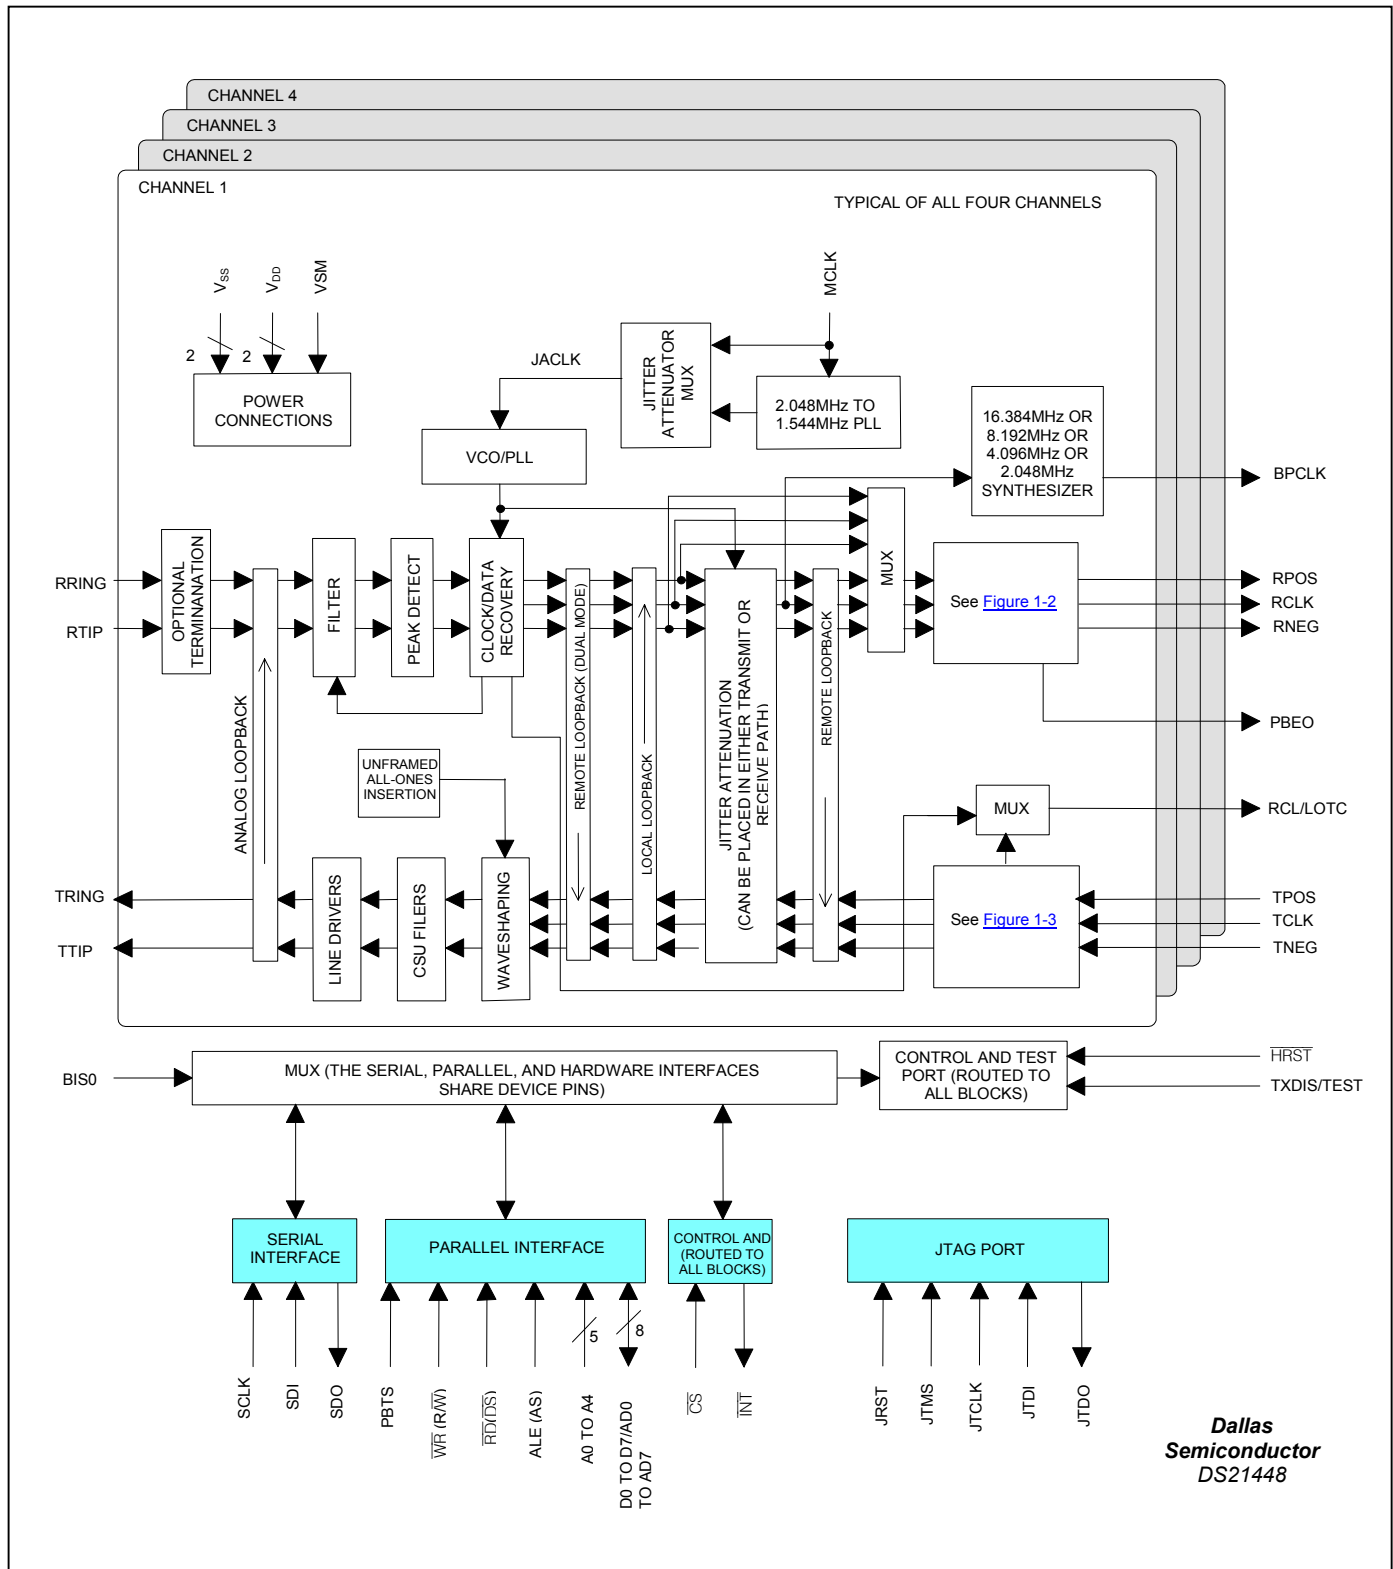 CHANNEL 4
CHANNEL 3
CHANNEL 2
CHANNEL 1
TYPICAL OF ALL FOUR CHANNELS
VSS
VDD
VSM
MCLK
2
2
POWER
CONNECTIONS
JACLK
JITTER
ATTENUATOR
MUX
2.048MHz TO
1.544MHz PLL
16.384MHz OR
8.192MHz OR
4.096MHz OR
2.048MHz
SYNTHESIZER
BPCLK
VCO/PLL
RRING
RTIP
OPTIONAL
TERMINANATION
ANALOG LOOPBACK
FILTER
PEAK DETECT
CLOCK/DATA
RECOVERY
REMOTE LOOPBACK (DUAL MODE)
LOCAL LOOPBACK
JITTER ATTENUATION
(CAN BE PLACED IN EITHER TRANSMIT OR
RECEIVE PATH)
REMOTE LOOPBACK
MUX
See Figure 1-2
RPOS
RCLK
RNEG
PBEO
UNFRAMED
ALL-ONES
INSERTION
MUX
RCL/LOTC
TRING
TTIP
LINE DRIVERS
CSU FILERS
WAVESHAPING
See Figure 1-3
TPOS
TCLK
TNEG
BIS0
MUX (THE SERIAL, PARALLEL, AND HARDWARE INTERFACES
SHARE DEVICE PINS)
CONTROL AND TEST
PORT (ROUTED TO
ALL BLOCKS)
HRST
TXDIS/TEST
SERIAL
INTERFACE
PARALLEL INTERFACE
CONTROL AND
(ROUTED TO
ALL BLOCKS)
JTAG PORT
5
8
SCLK
SDI
SDO
PBTS
WR (R/W)
RD(DS)
ALE (AS)
A0 TO A4
D0 TO D7/AD0
TO AD7
CS
INT
JRST
JTMS
JTCLK
JTDI
JTDO
Dallas
Semiconductor
DS21448